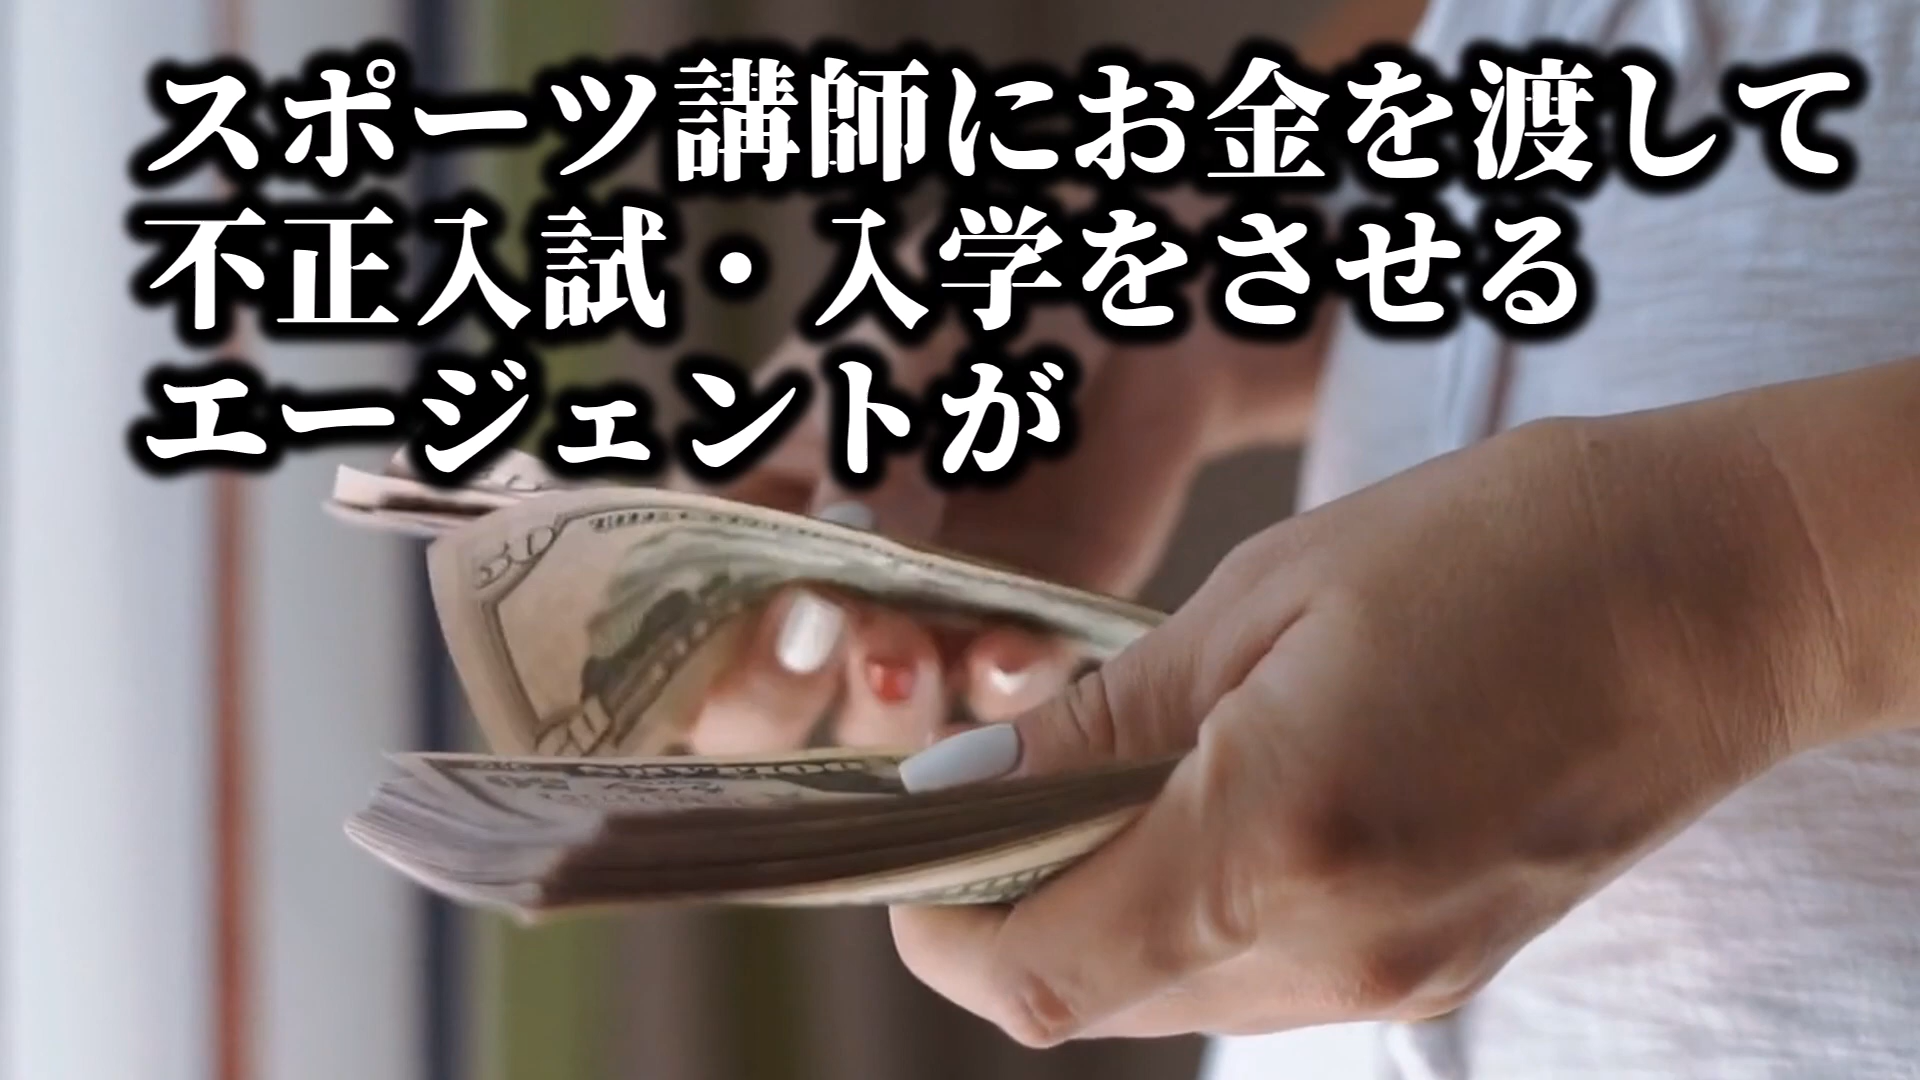 スポーツ講師にお金を渡して
不正入試・入学をさせる
エージェントが